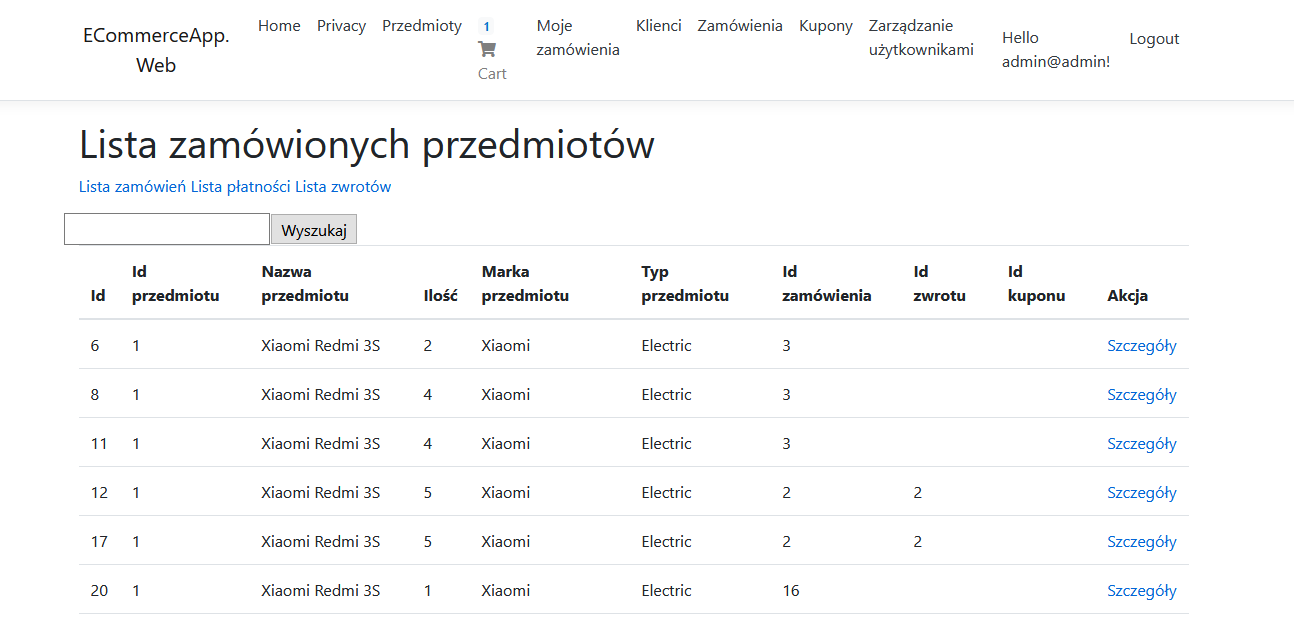 ECommerceApp.
Web
Home Privacy Przedmioty 1 Cart Moje zamówienia Klienci Zamówienia Kupony Zarządzanie użytkownikami
Hello admin@admin! Logout
Lista zamówionych przedmiotów
Lista zamówień Lista płatności Lista zwrotów
Wyszukaj
Id Id przedmiotu Nazwa przedmiotu Ilość Marka przedmiotu Typ przedmiotu Id zamówienia Id zwrotu Id kuponu Akcja
6 1 Xiaomi Redmi 3S 2 Xiaomi Electric 3 Szczegóły
8 1 Xiaomi Redmi 3S 4 Xiaomi Electric 3 Szczegóły
11 1 Xiaomi Redmi 3S 4 Xiaomi Electric 3 Szczegóły
12 1 Xiaomi Redmi 3S 5 Xiaomi Electric 2 2 Szczegóły
17 1 Xiaomi Redmi 3S 5 Xiaomi Electric 2 2 Szczegóły
20 1 Xiaomi Redmi 3S 1 Xiaomi Electric 16 Szczegóły